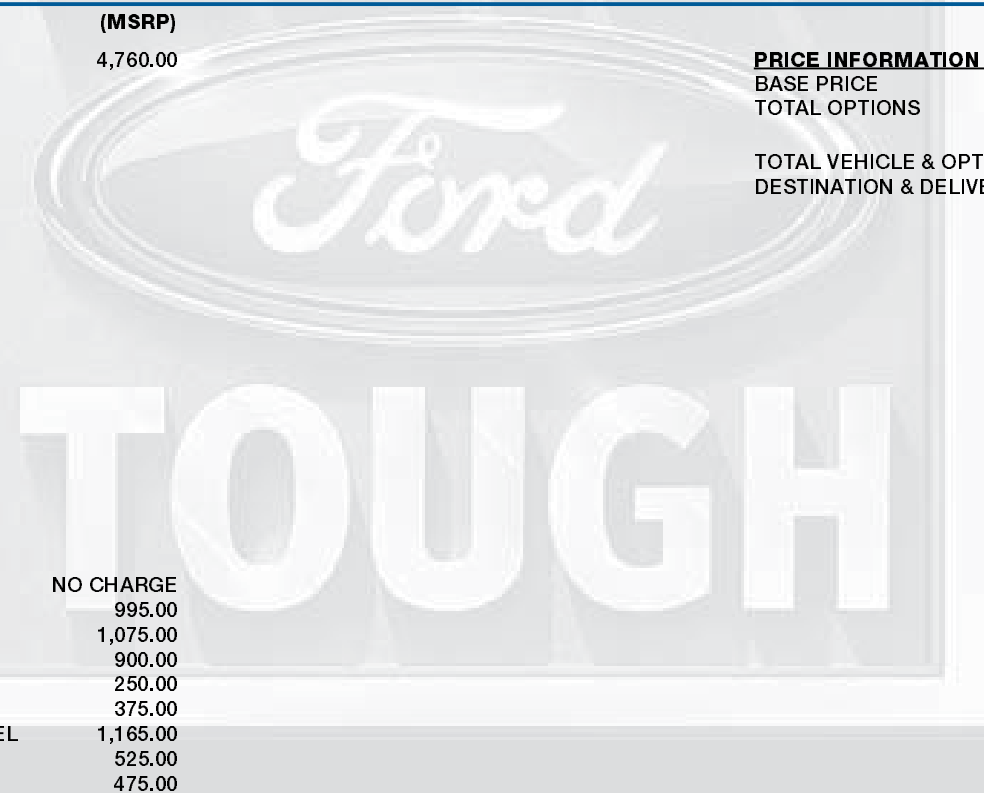 (MSRP)
4,760.00
PRICE INFORMATION
BASE PRICE
TOTAL OPTIONS
TOTAL VEHICLE & OPT
DESTINATION & DELIVE
Ford
TOUGH
NO CHARGE
995.00
1,075.00
900.00
250.00
375.00
EL 1,165.00
525.00
475.00